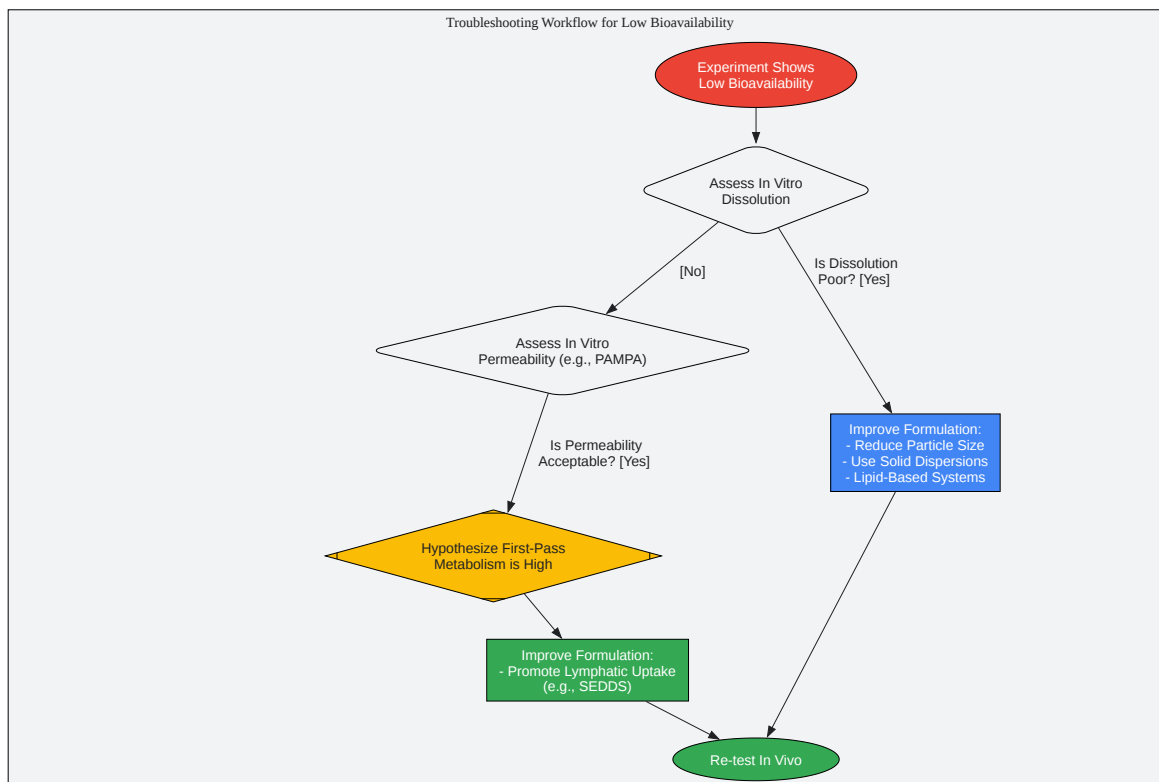 Troubleshooting Workflow for Low Bioavailability
Experiment Shows
Low Bioavailability
Assess In Vitro
Dissolution
[No]
Is Dissolution
Poor? [Yes]
Assess In Vitro
Permeability (e.g., PAMPA)
Is Permeability
Acceptable? [Yes]
Improve Formulation:
- Reduce Particle Size
- Use Solid Dispersions
- Lipid-Based Systems
Hypothesize First-Pass
Metabolism is High
Improve Formulation:
- Promote Lymphatic Uptake
(e.g., SEDDS)
Re-test In Vivo